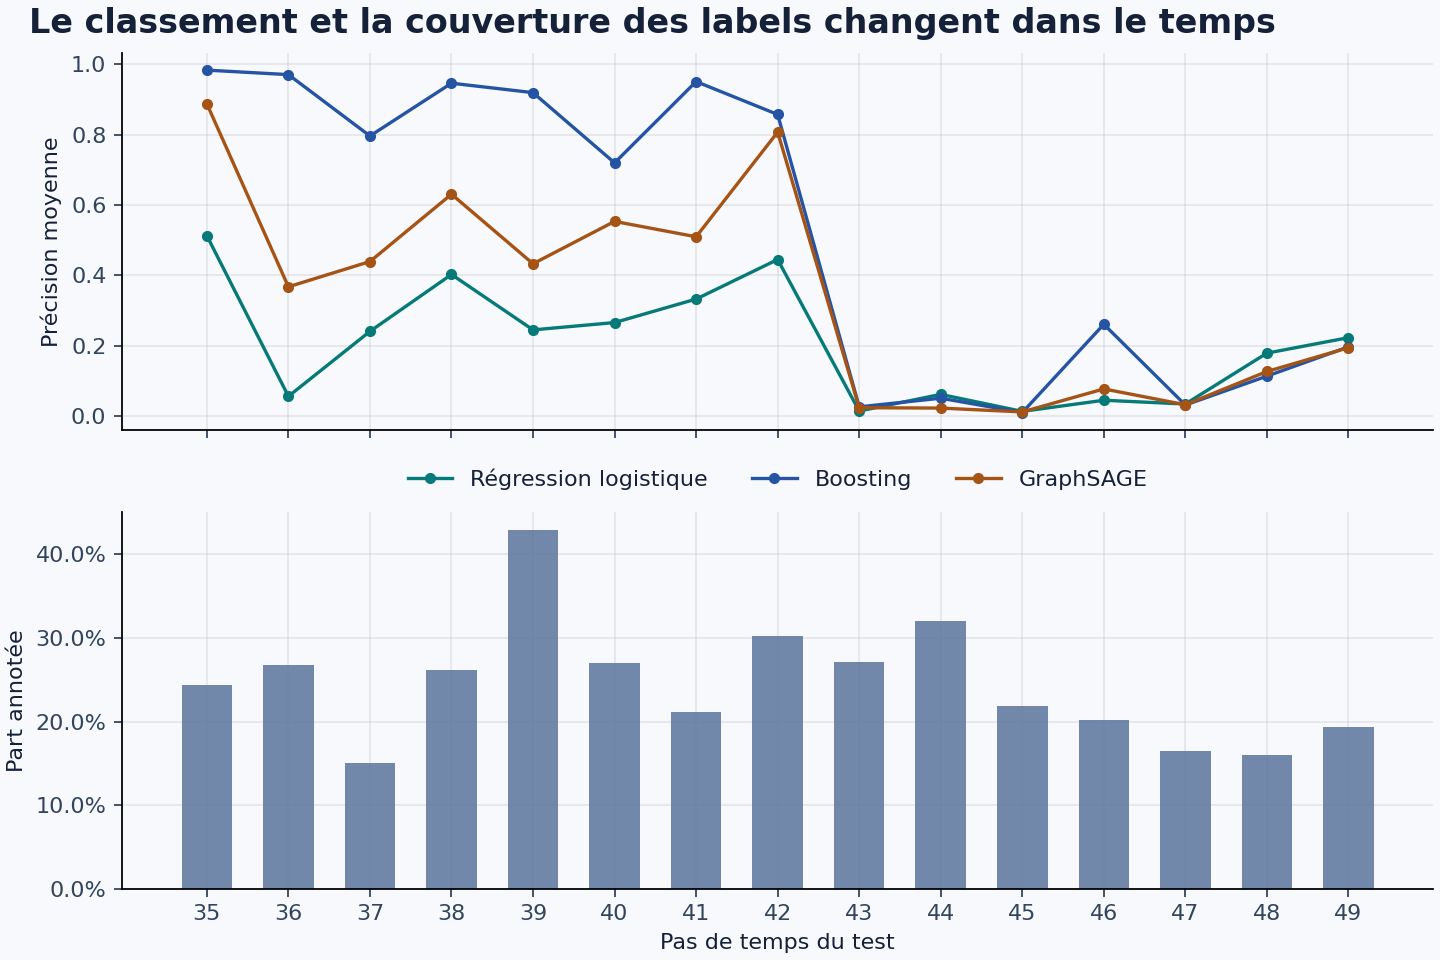 Le classement et la couverture des labels changent dans le temps
Précision moyenne
1.0
0.8
0.6
0.4
0.2
0.0
Régression logistique
Boosting
GraphSAGE
Part annotée
40.0%
30.0%
20.0%
10.0%
0.0%
35 36 37 38 39 40 41 42 43 44 45 46 47 48 49
Pas de temps du test